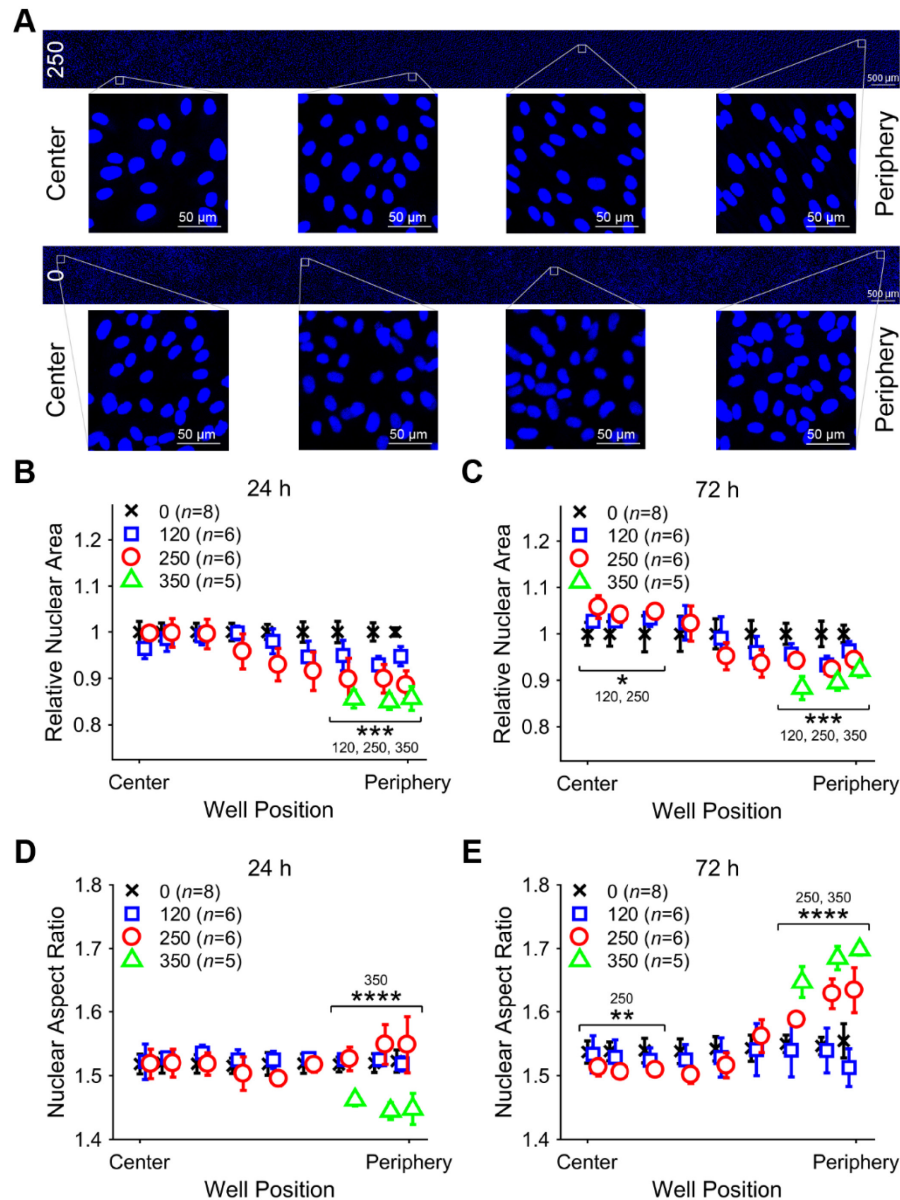 A
250
500 µm
Center
50 µm
50 µm
50 µm
50 µm
Periphery
0
500 µm
Center
50 µm
50 µm
50 µm
50 µm
Periphery
B
24 h
Relative Nuclear Area
0 (n=8)
120 (n=6)
250 (n=6)
350 (n=5)
1.2
1.1
1
0.9
0.8
***
120, 250, 350
Center
Periphery
Well Position
C
72 h
Relative Nuclear Area
0 (n=8)
120 (n=6)
250 (n=6)
350 (n=5)
1.2
1.1
1
0.9
0.8
*
120, 250
***
120, 250, 350
Center
Periphery
Well Position
D
24 h
Nuclear Aspect Ratio
0 (n=8)
120 (n=6)
250 (n=6)
350 (n=5)
1.8
1.7
1.6
1.5
1.4
350
****
Center
Periphery
Well Position
E
72 h
Nuclear Aspect Ratio
0 (n=8)
120 (n=6)
250 (n=6)
350 (n=5)
1.8
1.7
1.6
1.5
1.4
250
**
250, 350
****
Center
Periphery
Well Position